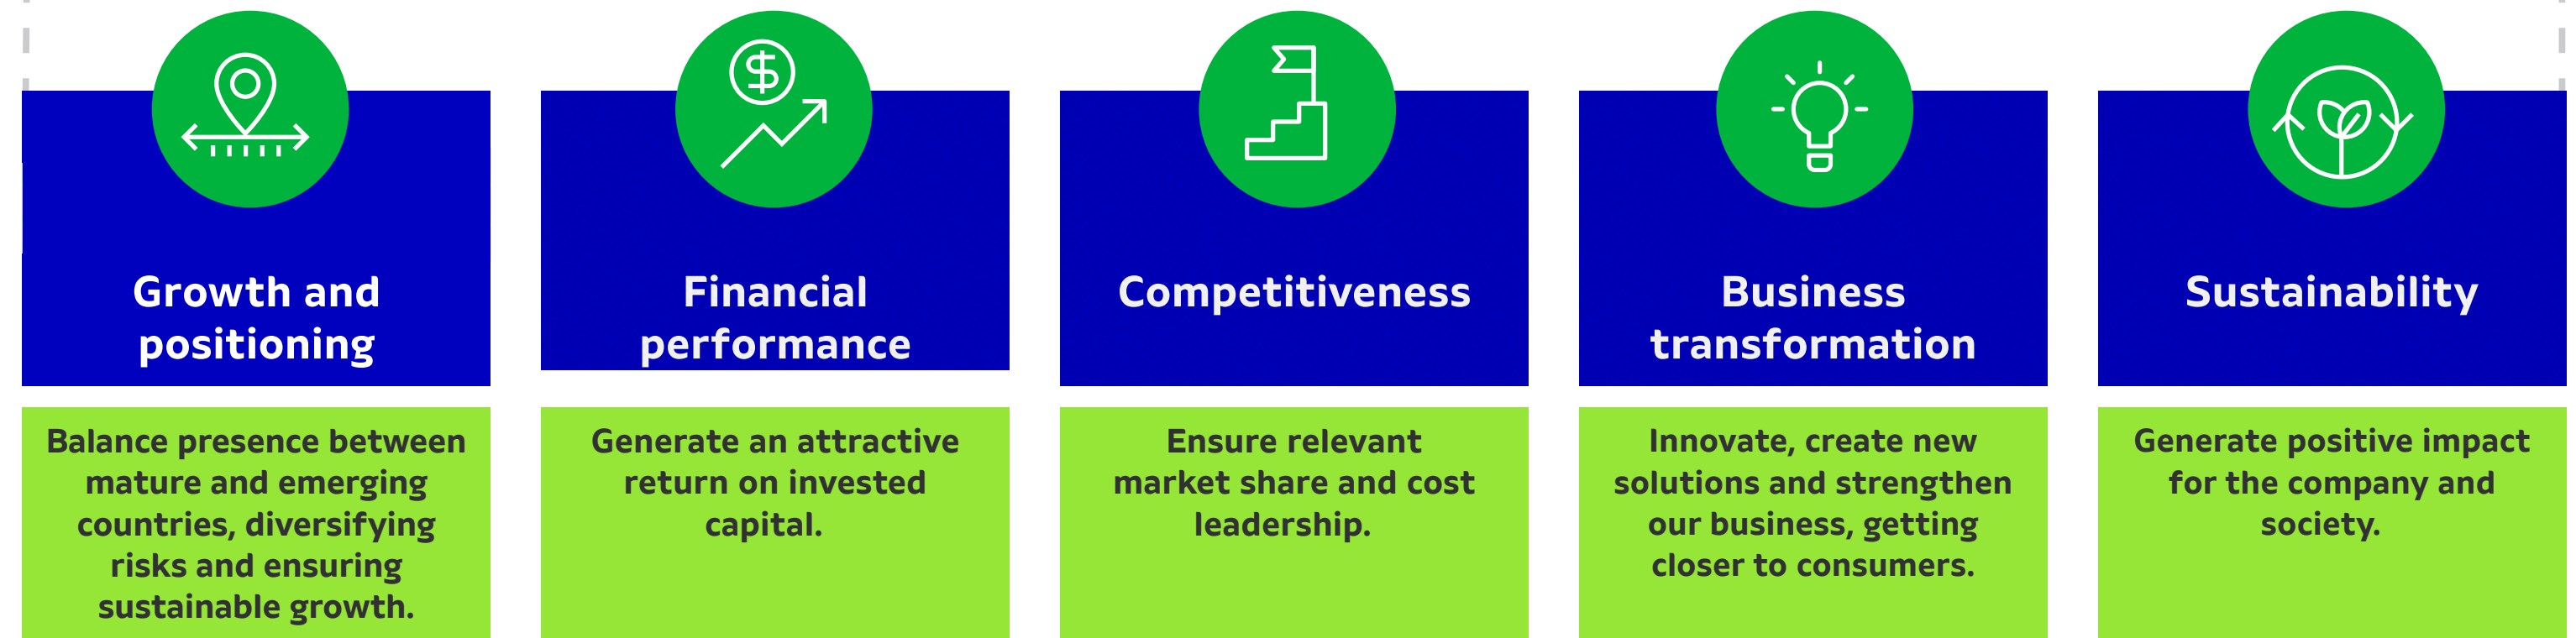 Growth and
positioning
Balance presence between
mature and emerging
countries, diversifying
risks and ensuring
sustainable growth.
$
Financial
performance
Generate an attractive
return on invested
capital.
Competitiveness
Ensure relevant
market share and cost
leadership.
Business
transformation
Innovate, create new
solutions and strengthen
our business, getting
closer to consumers.
Sustainability
Generate positive impact
for the company and
society.